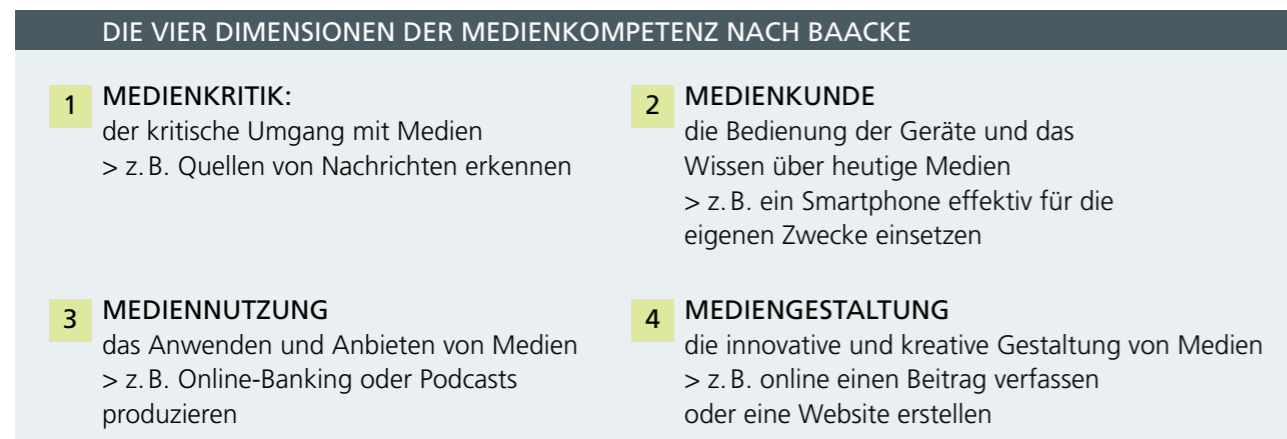 DIE VIER DIMENSIONEN DER MEDIENKOMPETENZ NACH BAACKE
1 MEDIENKRITIK:
der kritische Umgang mit Medien
> z. B. Quellen von Nachrichten erkennen
2 MEDIENKUNDE
die Bedienung der Geräte und das
Wissen über heutige Medien
> z. B. ein Smartphone effektiv für die
eigenen Zwecke einsetzen
3 MEDIENNUTZUNG
das Anwenden und Anbieten von Medien
> z. B. Online-Banking oder Podcasts
produzieren
4 MEDIENGESTALTUNG
die innovative und kreative Gestaltung von Medien
> z. B. online einen Beitrag verfassen
oder eine Website erstellen